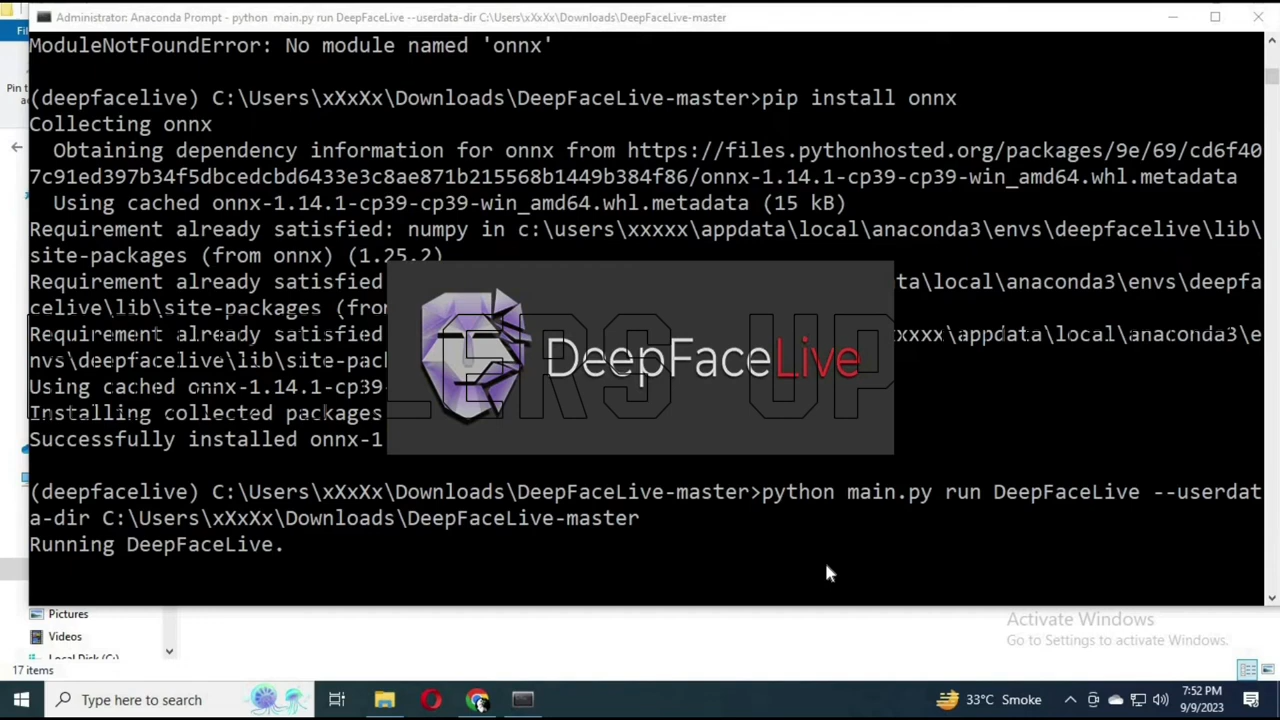 Administrator: Anaconda Prompt - python main.py run DeepFaceLive --userdata-dir C:\Users\xXxXx\Downloads\DeepFaceLive-master
ModuleNotFoundError: No module named 'onnx'
(deepfacelive) C:\Users\xXxXx\Downloads\DeepFaceLive-master>pip install onnx
Collecting onnx
Obtaining dependency information for onnx from https://files.pythonhosted.org/packages/9e/69/cd6f40
7c91ed397b34f5dbcedcbd6433e3c8ae871b215568b1449b384f86/onnx-1.14.1-cp39-cp39-win_amd64.whl.metadata
Using cached onnx-1.14.1-cp39-cp39-win_amd64.whl.metadata (15 kB)
Requirement already satisfied: numpy in c:\users\xxxxx\appdata\local\anaconda3\envs\deepfacelive\lib\
site-packages (from onnx) (1.25.2)
Requirement already satisfied ta\local\anaconda3\envs\deepfa
celive\lib\site-packages (fro
Requirement already satisfied xxxx\appdata\local\anaconda3\e
nvs\deepfacelive\lib\site-pac
Using cached onnx-1.14.1-cp39
Installing collected packages
Successfully installed onnx-1
DeepFaceLive
LERS UP
(deepfacelive) C:\Users\xXxXx\Downloads\DeepFaceLive-master>python main.py run DeepFaceLive --userdat
a-dir C:\Users\xXxXx\Downloads\DeepFaceLive-master
Running DeepFaceLive.
Pictures
Videos
Local Disk (C:)
17 items
Activate Windows
Go to Settings to activate Windows.
Type here to search
33°C Smoke
7:52 PM
9/9/2023